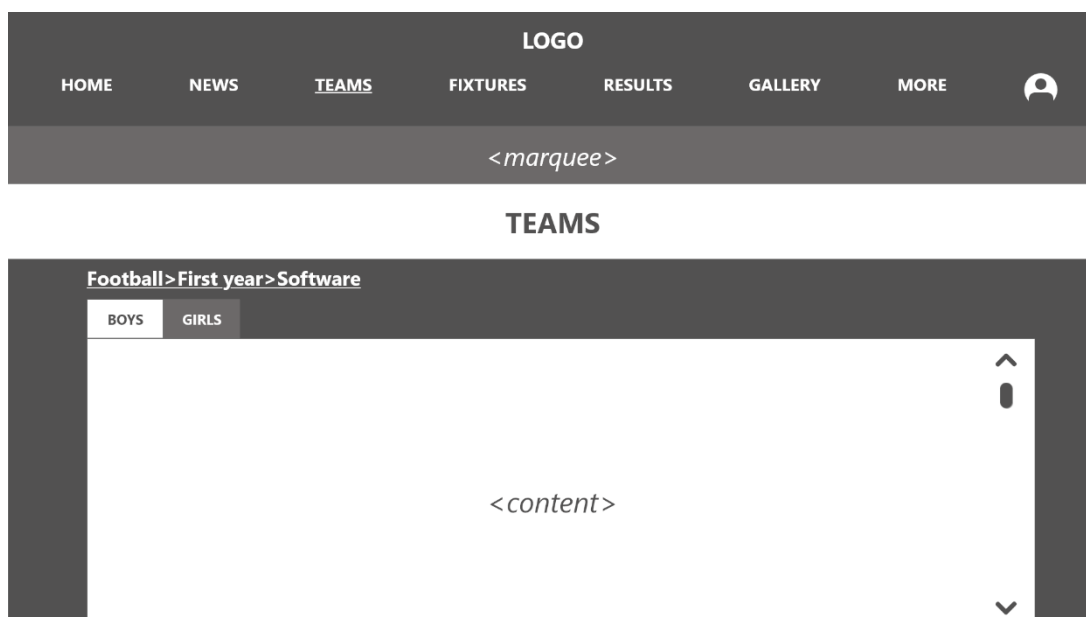 LOGO
HOME NEWS TEAMS FIXTURES RESULTS GALLERY MORE
<marquee>
TEAMS
Football>First year>Software
BOYS GIRLS
<content>